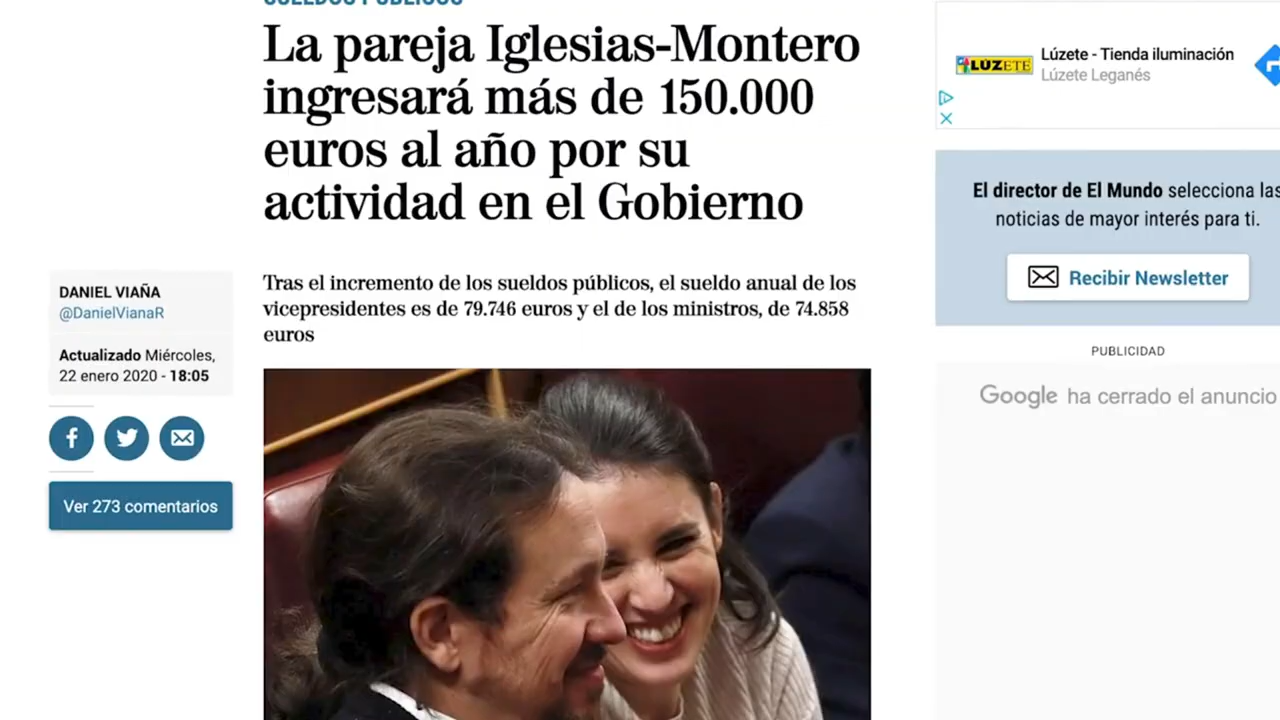 SUELDOS PÚBLICOS
La pareja Iglesias-Montero
ingresará más de 150.000
euros al año por su
actividad en el Gobierno
Tras el incremento de los sueldos públicos, el sueldo anual de los
vicepresidentes es de 79.746 euros y el de los ministros, de 74.858
euros
DANIEL VIAÑA
@DanielVianaR
Actualizado Miércoles,
22 enero 2020 - 18:05
f
Ver 273 comentarios
LÚZETE
Lúzete - Tienda iluminación
Lúzete Leganés
El director de El Mundo selecciona las
noticias de mayor interés para ti.
Recibir Newsletter
PUBLICIDAD
Google ha cerrado el anuncio